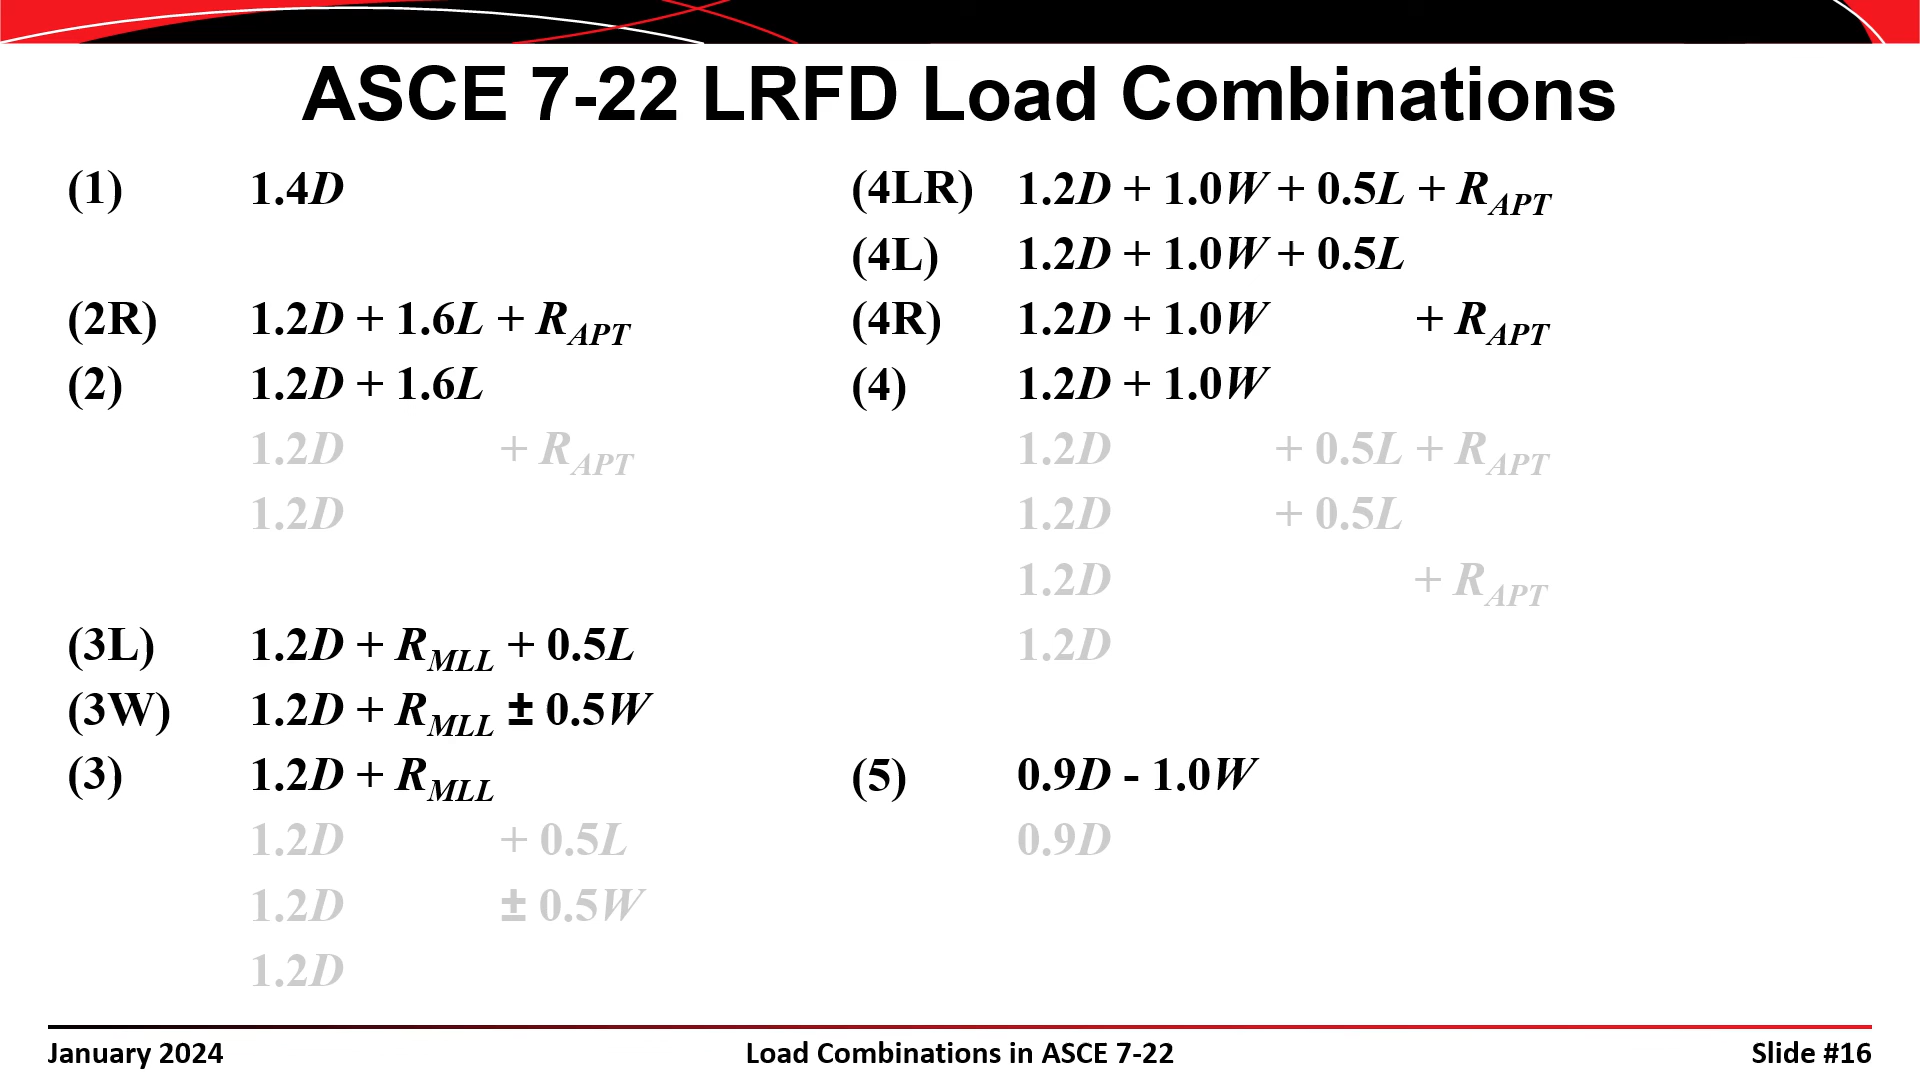 ASCE 7-22 LRFD Load Combinations
(1) 1.4D
(2R) 1.2D + 1.6L + R_APT
(2) 1.2D + 1.6L
1.2D + R_APT
1.2D
(3L) 1.2D + R_MLL + 0.5L
(3W) 1.2D + R_MLL ± 0.5W
(3) 1.2D + R_MLL
1.2D + 0.5L
1.2D ± 0.5W
1.2D
(4LR) 1.2D + 1.0W + 0.5L + R_APT
(4L) 1.2D + 1.0W + 0.5L
(4R) 1.2D + 1.0W + R_APT
(4) 1.2D + 1.0W
1.2D + 0.5L + R_APT
1.2D + 0.5L
1.2D + R_APT
1.2D
(5) 0.9D - 1.0W
0.9D
January 2024
Load Combinations in ASCE 7-22
Slide #16